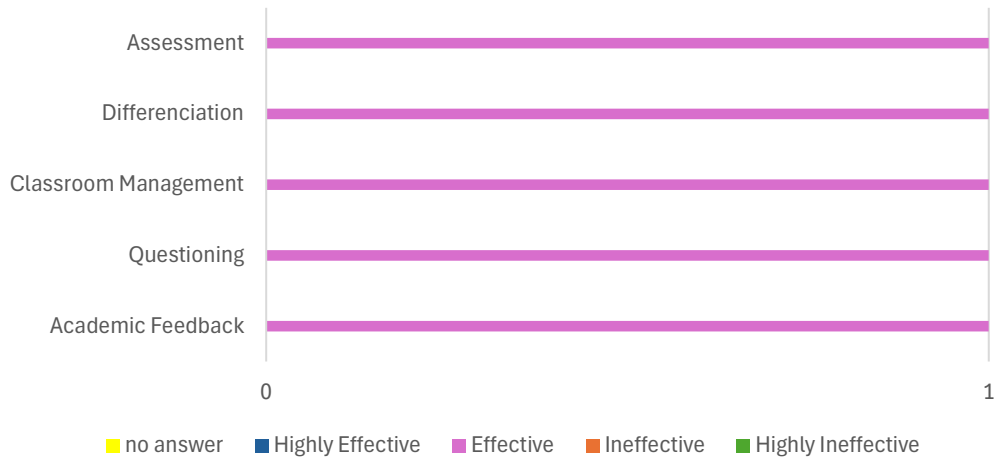 Assessment
Differenciation
Classroom Management
Questioning
Academic Feedback
0 1
no answer Highly Effective Effective Ineffective Highly Ineffective